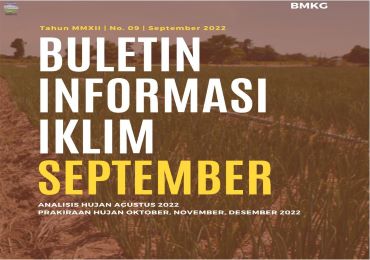 BMKG
Tahun MMXII | No. 09 | September 2022
BULETIN
INFORMASI
IKLIM
SEPTEMBER
ANALISIS HUJAN AGUSTUS 2022
PRAKIRAAN HUJAN OKTOBER, NOVEMBER, DESEMBER 2022